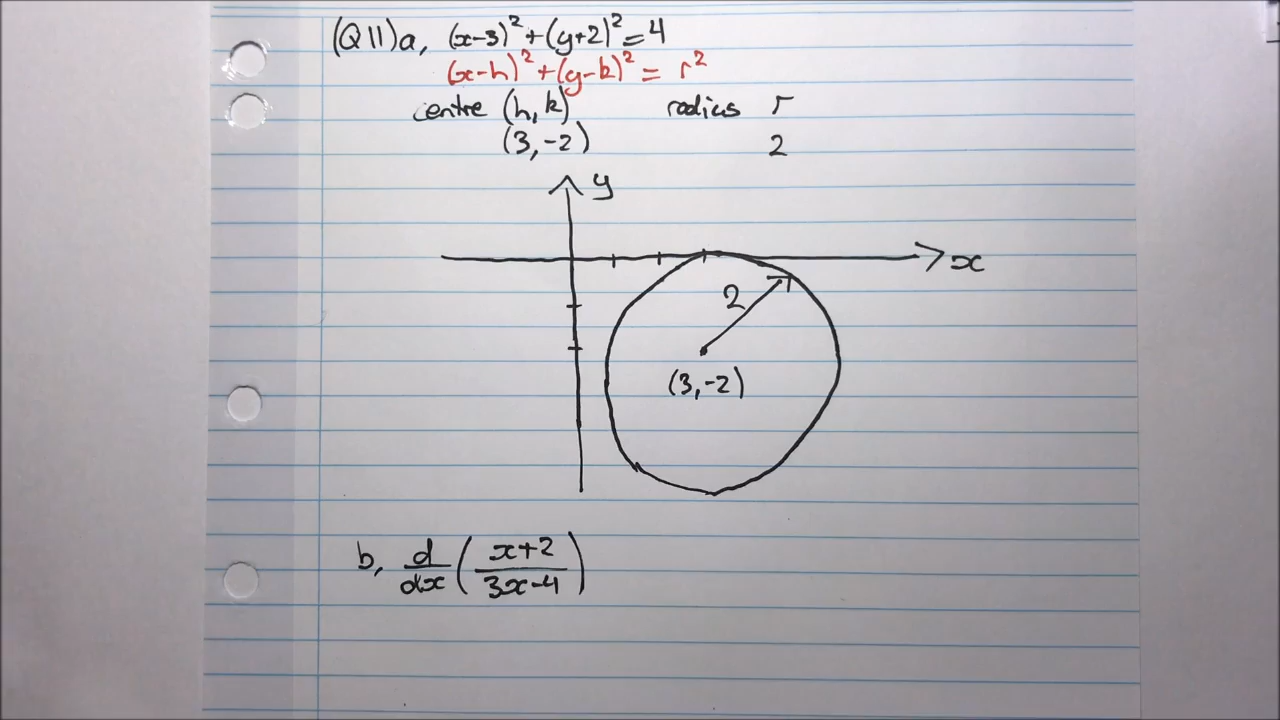 (Q11)a, (x-3)²+(y+2)²=4
(x-h)²+(y-k)² = r²
centre (h,k) radius r
(3,-2) 2
y
x
2
(3,-2)
b, d/dx (x+2/3x-4)